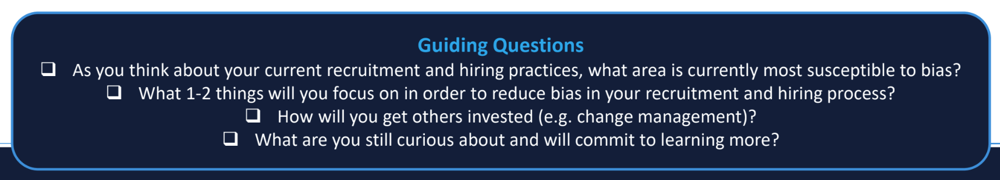 Guiding Questions
❑ As you think about your current recruitment and hiring practices, what area is currently most susceptible to bias?
❑ What 1-2 things will you focus on in order to reduce bias in your recruitment and hiring process?
❑ How will you get others invested (e.g. change management)?
❑ What are you still curious about and will commit to learning more?